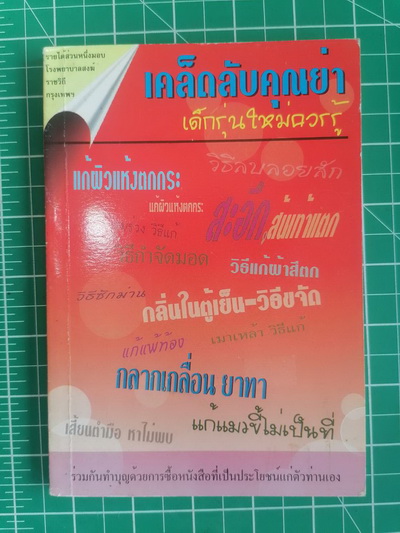 รายได้ส่วนหนึ่งมอบ
โรงพยาบาลสงฆ์
ราชวิถี
กรุงเทพฯ
เคล็ดลับคุณย่า
เด็กรุ่นใหม่ควรรู้
วิธีลบลอยสัก
แก้ผิวแห้งตกกระ
แก้ผิวแห้งตกกระ
สะอึก,ส้นเท้าแตก
วิธีแก้
วิธีกำจัดมอด
วิธีแก้ผ้าสีตก
วิธีซักม่าน
กลิ่นในตู้เย็น=วิธีขจัด
เมาเหล้า วิธีแก้
แก้แพ้ท้อง
กลากเกลื่อน ยาทา
แก้แมวขี้ไม่เป็นที่
เสี้ยนตำมือ หาไม่พบ
ร่วมกันทำบุญด้วยการซื้อหนังสือที่เป็นประโยชน์แก่ตัวท่านเอง